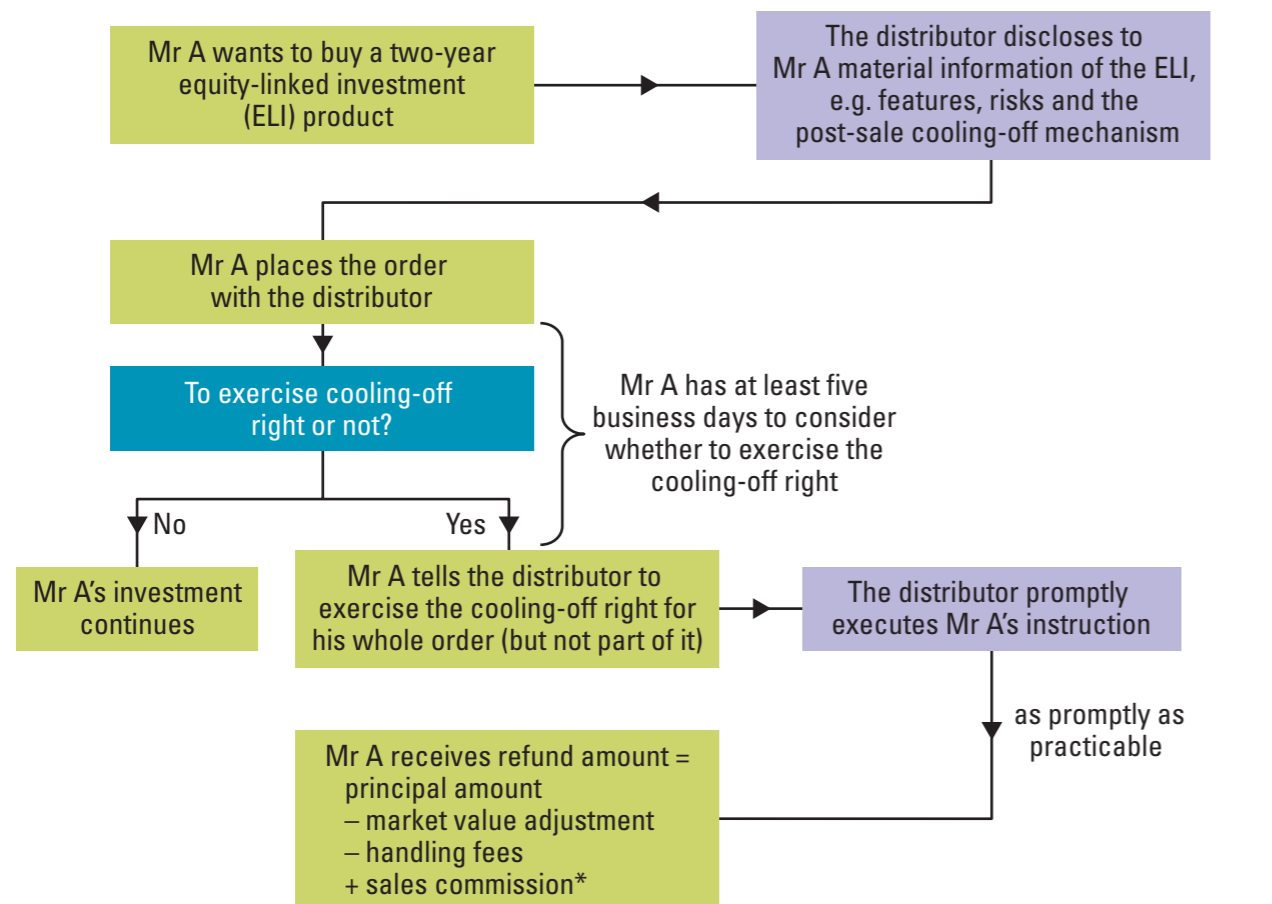 Mr A wants to buy a two-year
equity-linked investment
(ELI) product
The distributor discloses to
Mr A material information of the ELI,
e.g. features, risks and the
post-sale cooling-off mechanism
Mr A places the order
with the distributor
To exercise cooling-off
right or not?
Mr A has at least five
business days to consider
whether to exercise the
cooling-off right
No
Yes
Mr A's investment
continues
Mr A tells the distributor to
exercise the cooling-off right for
his whole order (but not part of it)
The distributor promptly
executes Mr A's instruction
as promptly as
practicable
Mr A receives refund amount =
principal amount
– market value adjustment
– handling fees
+ sales commission*